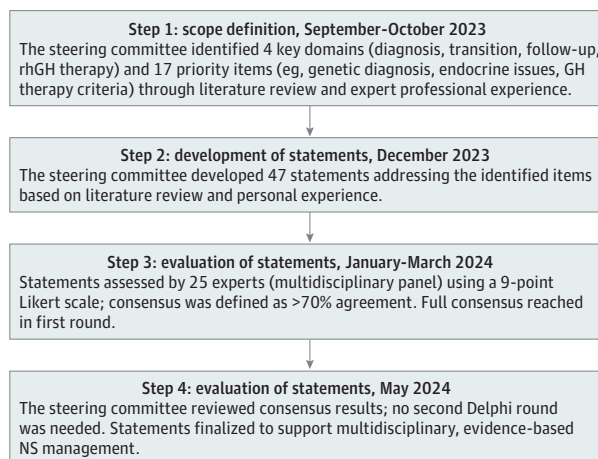 Step 1: scope definition, September-October 2023
The steering committee identified 4 key domains (diagnosis, transition, follow-up,
rhGH therapy) and 17 priority items (eg, genetic diagnosis, endocrine issues, GH
therapy criteria) through literature review and expert professional experience.
Step 2: development of statements, December 2023
The steering committee developed 47 statements addressing the identified items
based on literature review and personal experience.
Step 3: evaluation of statements, January-March 2024
Statements assessed by 25 experts (multidisciplinary panel) using a 9-point
Likert scale; consensus was defined as >70% agreement. Full consensus reached
in first round.
Step 4: evaluation of statements, May 2024
The steering committee reviewed consensus results; no second Delphi round
was needed. Statements finalized to support multidisciplinary, evidence-based
NS management.